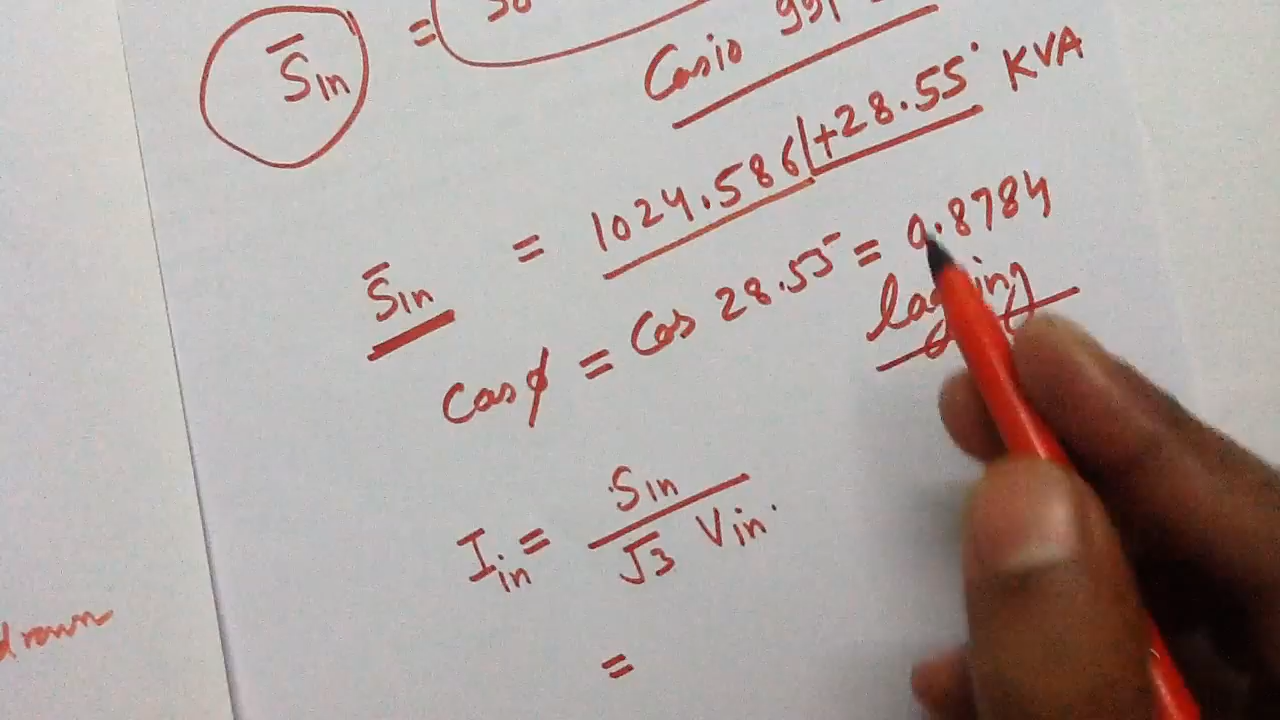 S̅in =
Casio 991
S̅in = 1024.586∠+28.55° KVA
Cosϕ = Cos 28.55 = 0.8784
lagging
Iin = Sin / √3 Vin
=
drawn